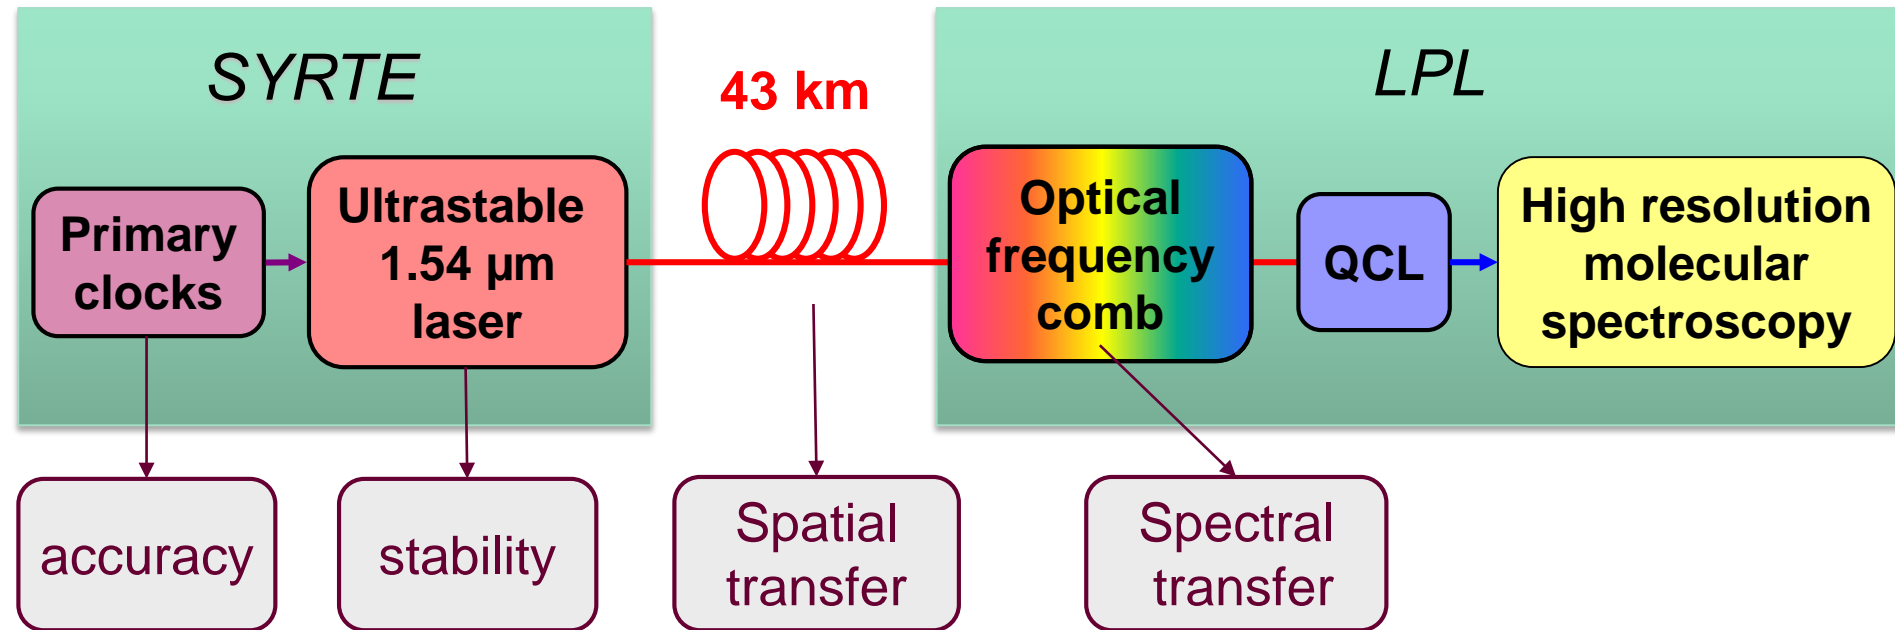 SYRTE
43 km
LPL
Primary
clocks
Ultrastable
1.54 µm
laser
Optical
frequency
comb
QCL
High resolution
molecular
spectroscopy
accuracy
stability
Spatial
transfer
Spectral
transfer